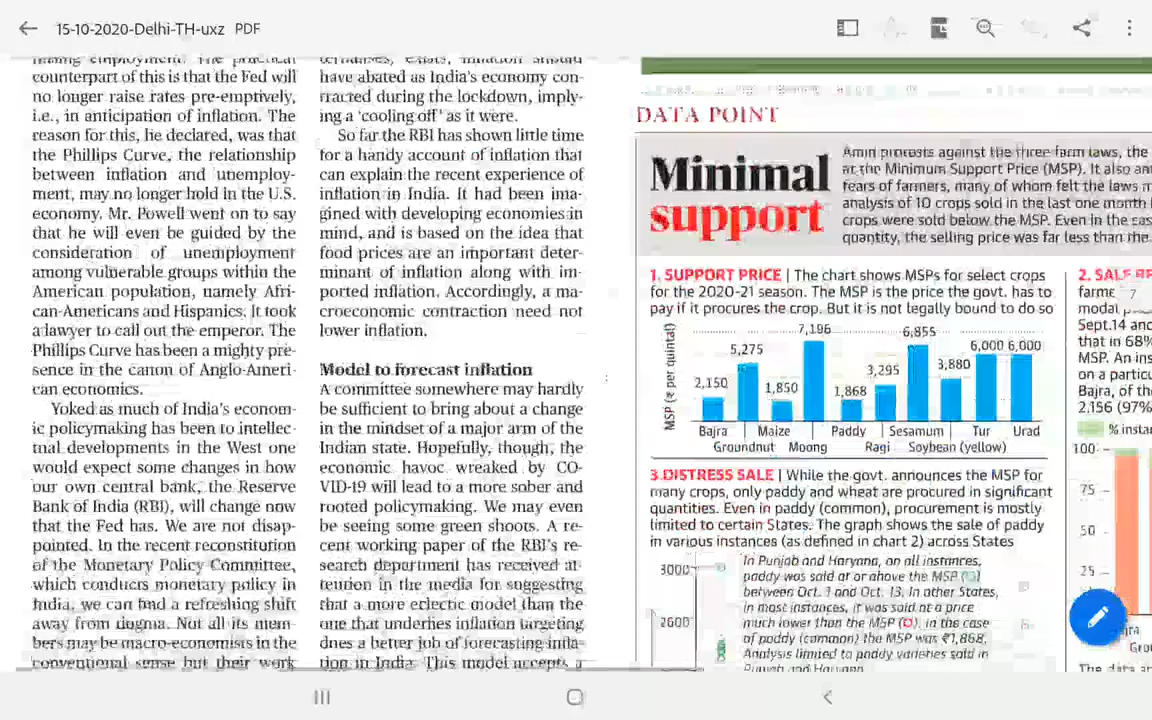 15-10-2020-Delhi-TH-uxz PDF
counterpart of this is that the Fed will
no longer raise rates pre-emptively,
i.e., in anticipation of inflation. The
reason for this, he declared, was that
the Phillips Curve, the relationship
between inflation and unemploy-
ment, may no longer hold in the U.S.
economy. Mr. Powell went on to say
that he will even be guided by the
consideration of unemployment
among vulnerable groups within the
American population, namely Afri-
can-Americans and Hispanics. It took
a lawyer to call out the emperor. The
Phillips Curve has been a mighty pre-
sence in the canon of Anglo-Ameri-
can economics.
Yoked as much of India's econom-
ic policymaking has been to intellec-
tual developments in the West one
would expect some changes in how
our own central bank, the Reserve
Bank of India (RBI), will change now
that the Fed has. We are not disap-
pointed. In the recent reconstitution
of the Monetary Policy Committee,
which conducts monetary policy in
India, we can find a refreshing shift
away from dogma. Not all its mem-
bers may be macro-economists in the
conventional sense but their work
have abated as India's economy con-
tracted during the lockdown, imply-
ing a 'cooling off' as it were.
So far the RBI has shown little time
for a handy account of inflation that
can explain the recent experience of
inflation in India. It had been ima-
gined with developing economies in
mind, and is based on the idea that
food prices are an important deter-
minant of inflation along with im-
ported inflation. Accordingly, a ma-
croeconomic contraction need not
lower inflation.
Model to forecast inflation
A committee somewhere may hardly
be sufficient to bring about a change
in the mindset of a major arm of the
Indian state. Hopefully, though, the
economic havoc wreaked by CO-
VID-19 will lead to a more sober and
rooted policymaking. We may even
be seeing some green shoots. A re-
cent working paper of the RBI's re-
search department has received at-
tention in the media for suggesting
that a more eclectic model than the
one that underlies inflation targeting
does a better job of forecasting infla-
tion in India. This model accepts a
DATA POINT
Minimal
support
Amid protests against the three farm laws, the
at the Minimum Support Price (MSP). It also
fears of farmers, many of whom felt the laws
analysis of 10 crops sold in the last one month
crops were sold below the MSP. Even in the
quantity, the selling price was far less than the
1. SUPPORT PRICE | The chart shows MSPs for select crops
for the 2020-21 season. The MSP is the price the govt. has to
pay if it procures the crop. But it is not legally bound to do so
MSP (₹ per quintal)
2,150
5,275
1,850
7,196
1,868
3,295
6,855
3,880
6,000 6,000
Bajra Maize Paddy Sesamum Tur Urad
Groundnut Moong Ragi Soybean (yellow)
3.DISTRESS SALE | While the govt. announces the MSP for
many crops, only paddy and wheat are procured in significant
quantities. Even in paddy (common), procurement is mostly
limited to certain States. The graph shows the sale of paddy
in various instances (as defined in chart 2) across States
In Punjab and Haryana, on all instances,
paddy was sold at or above the MSP
between Oct. 1 and Oct. 13. In other States,
in most instances, it was sold at a price
much lower than the MSP. In the case
of paddy (common) the MSP was ₹1,868.
Analysis limited to paddy varieties sold in
Punjab and Haryana
3000
2600
2. SALE
7
modal
Sept.14 and
that in 68%
MSP. An
on a
Bajra, of the
2,156 (97%
%
100
75
50
25
The data